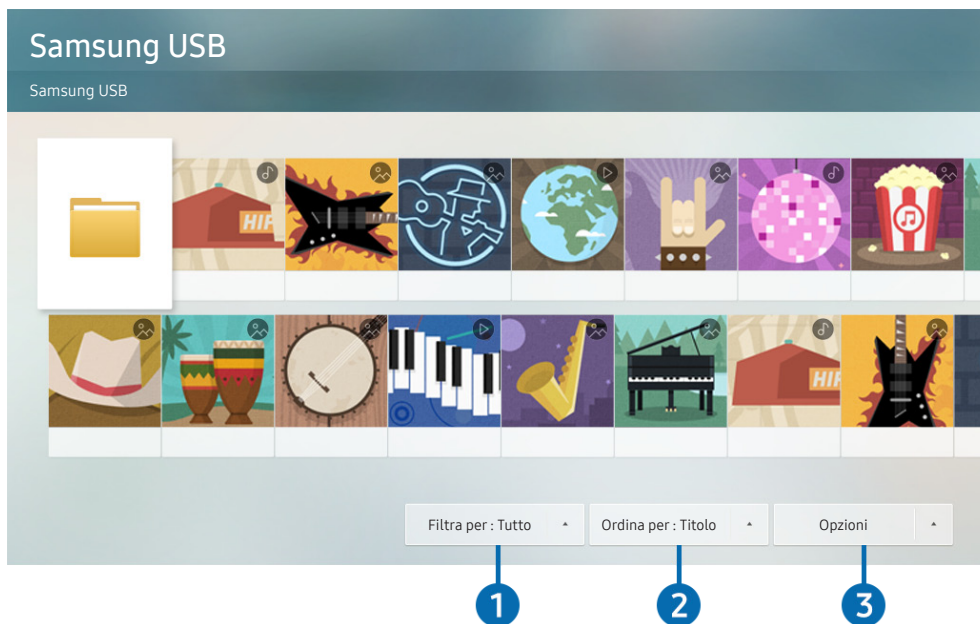 Samsung USB
Samsung USB
HIP
HIP
Filtra per : Tutto
Ordina per : Titolo
Opzioni
1
2
3